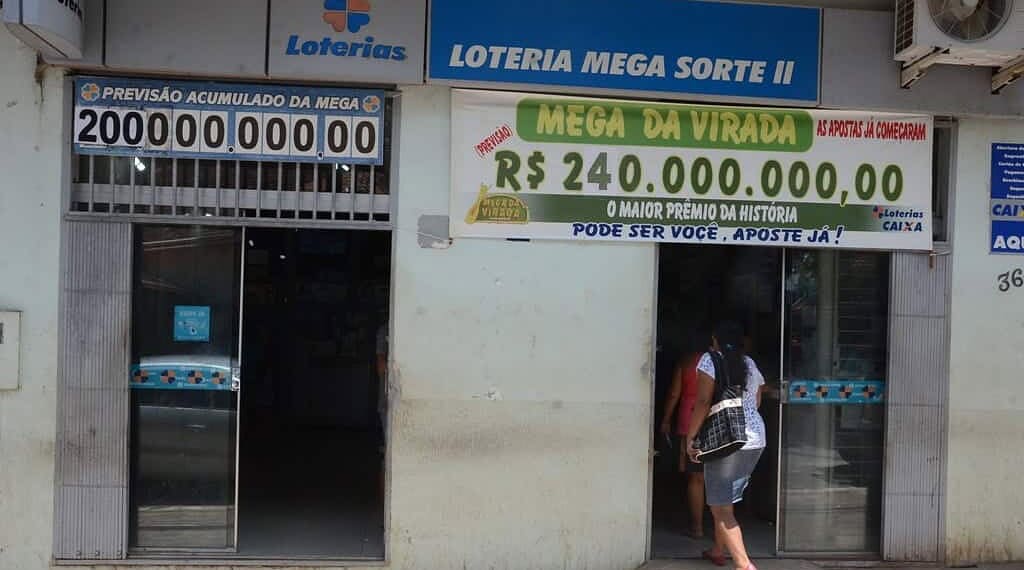 Loterias
LOTERIA MEGA SORTE II
PREVISÃO ACUMULADO DA MEGA
200000.000.00
(PREVISÃO)
MEGA DA VIRADA
AS APOSTAS JÁ COMEÇARAM
R$ 240.000.000,00
MEGA DA VIRADA
O MAIOR PRÊMIO DA HISTÓRIA
Loterias
CAIXA
PODE SER VOCÊ, APOSTE JÁ!
CAI
AQU
36